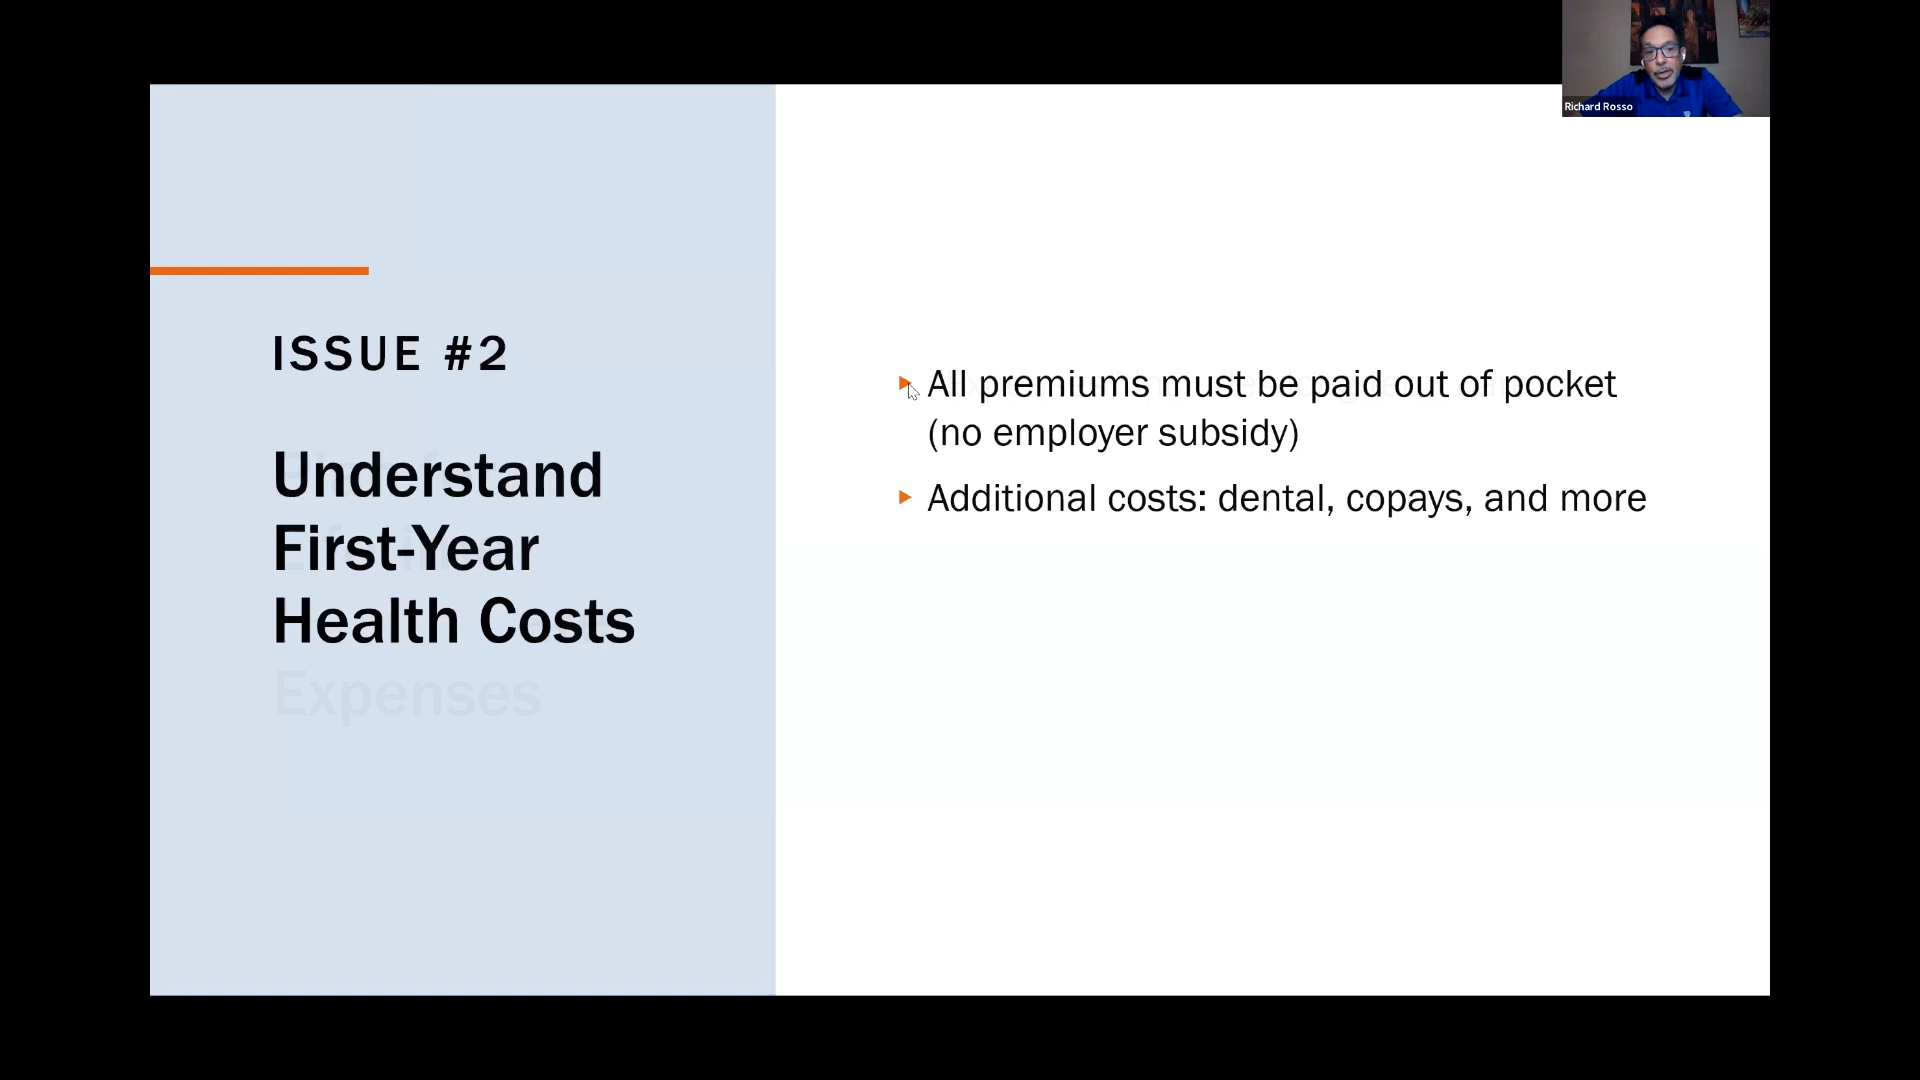 Richard Rosso
ISSUE #2
Understand
First-Year
Health Costs
Expenses
All premiums must be paid out of pocket
(no employer subsidy)
Additional costs: dental, copays, and more